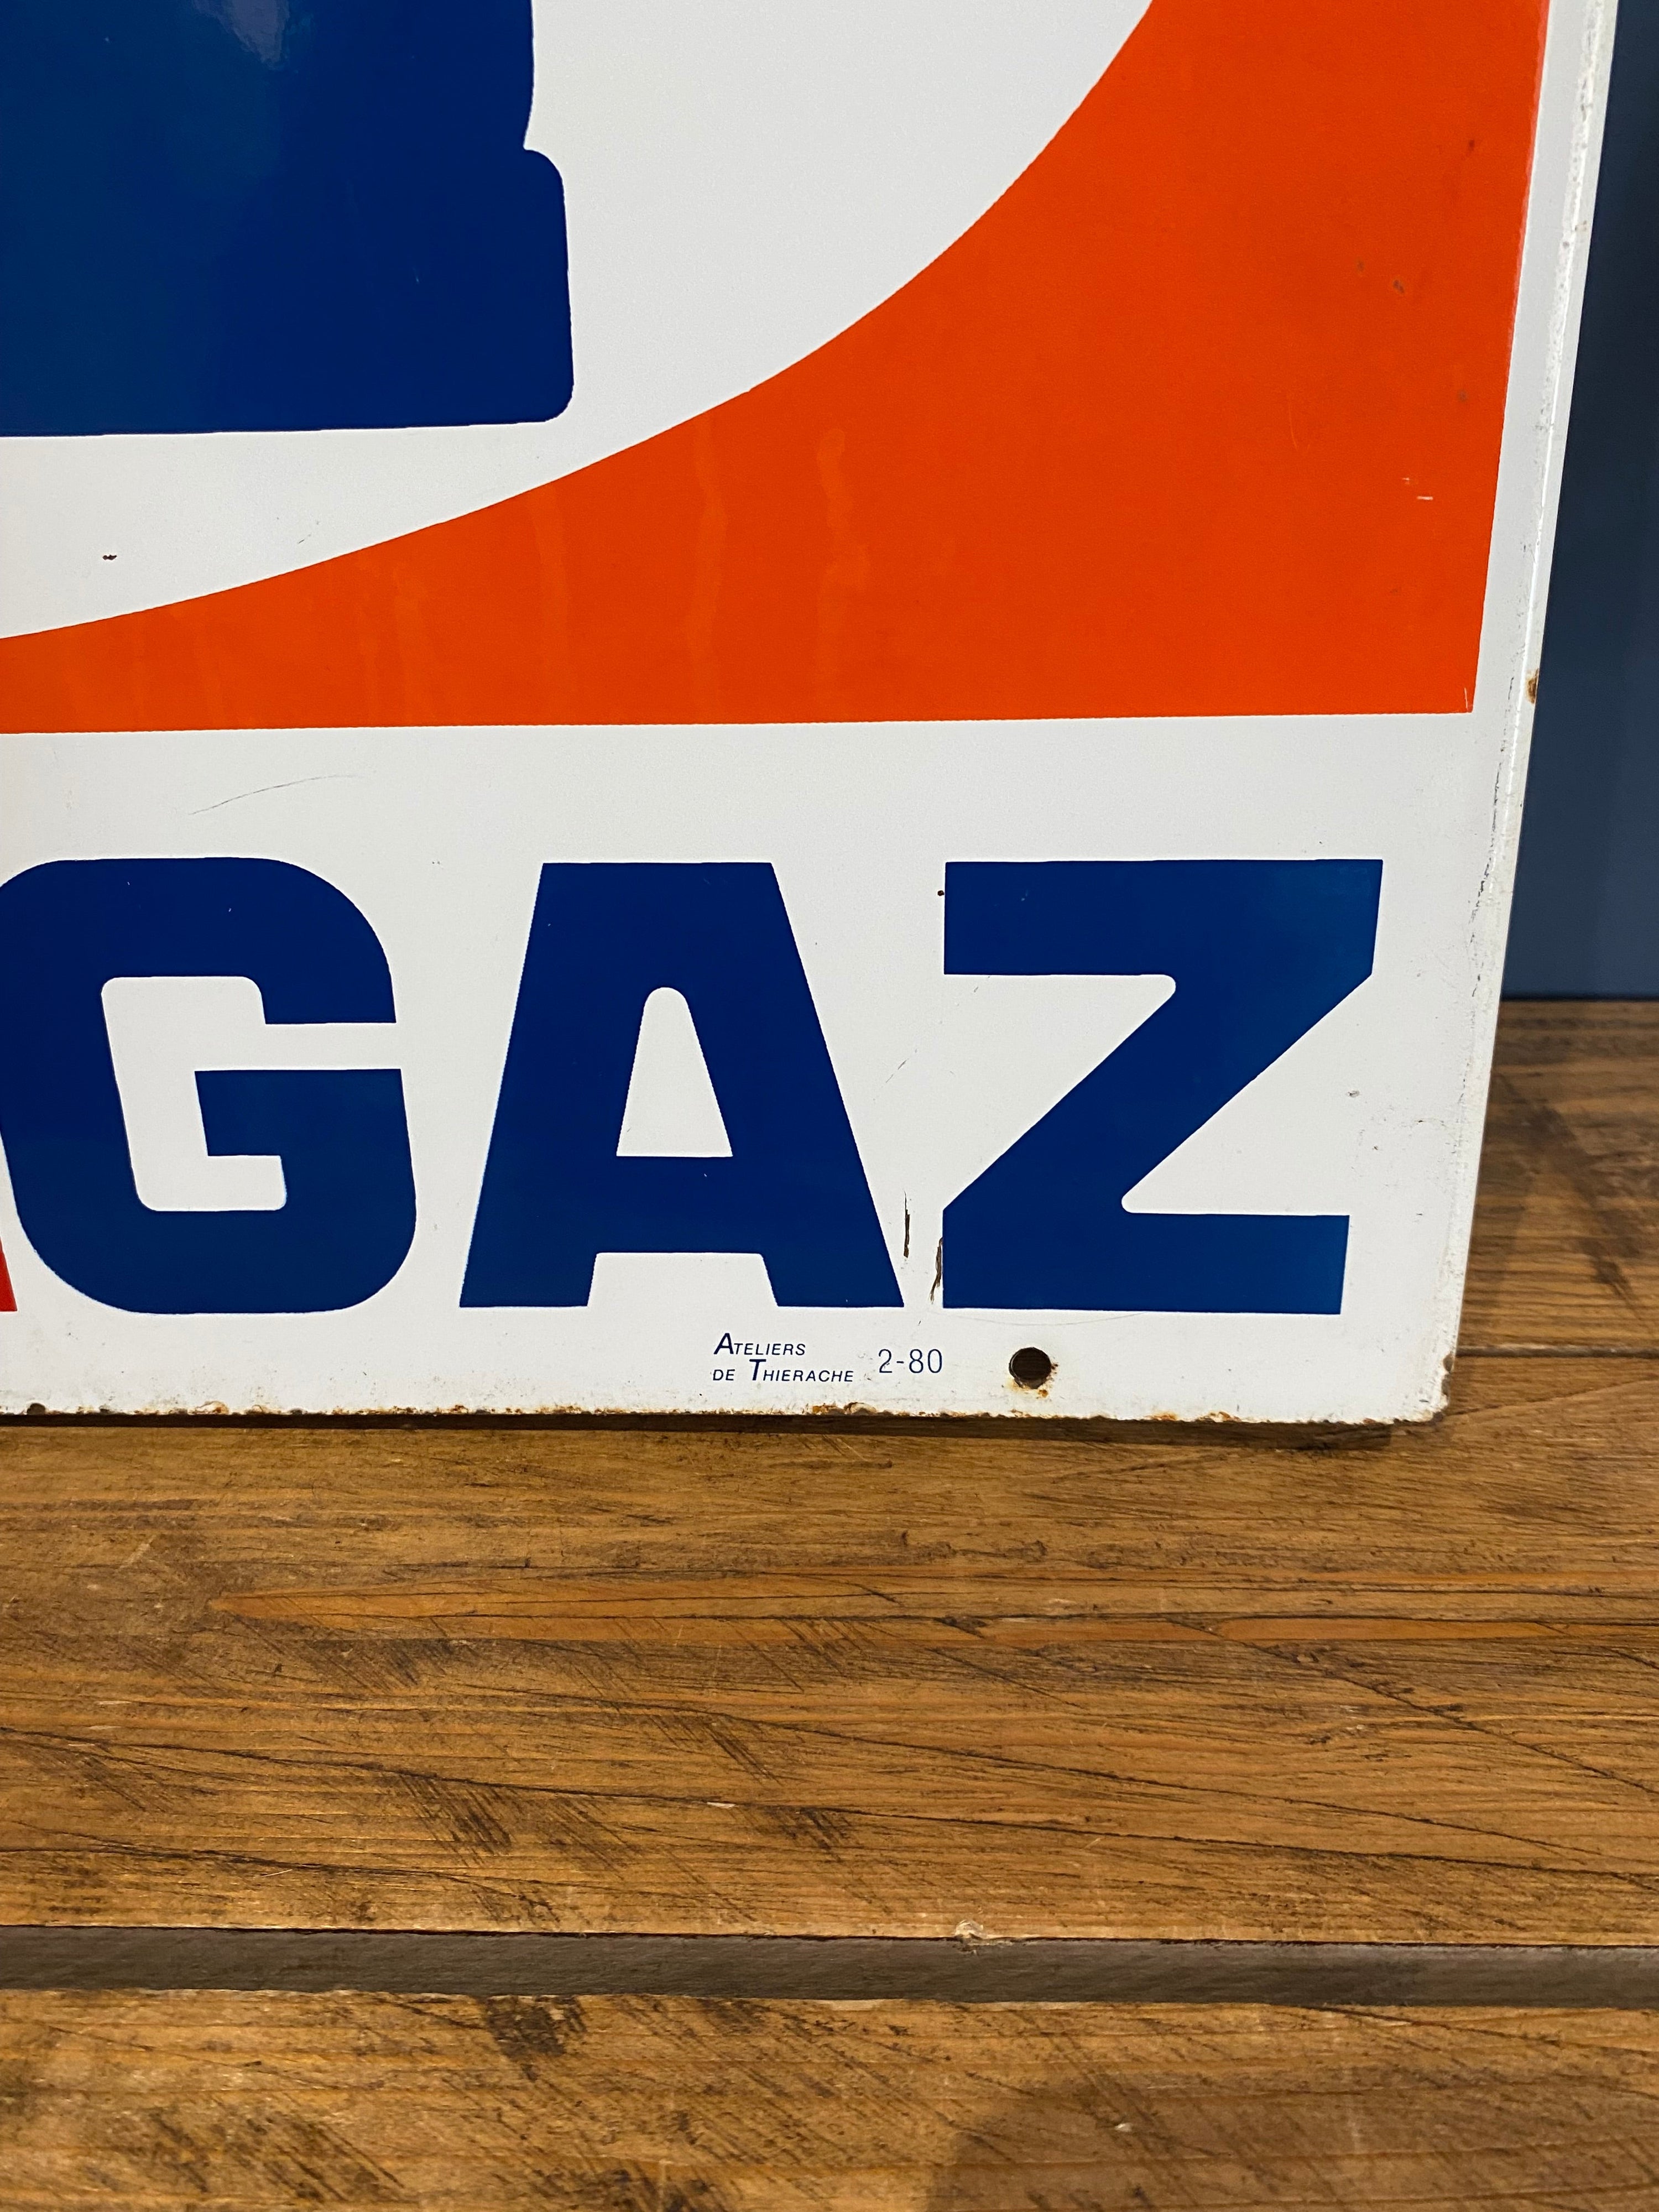 GAZ
ATELIERS
DE THIERACHE 2-80